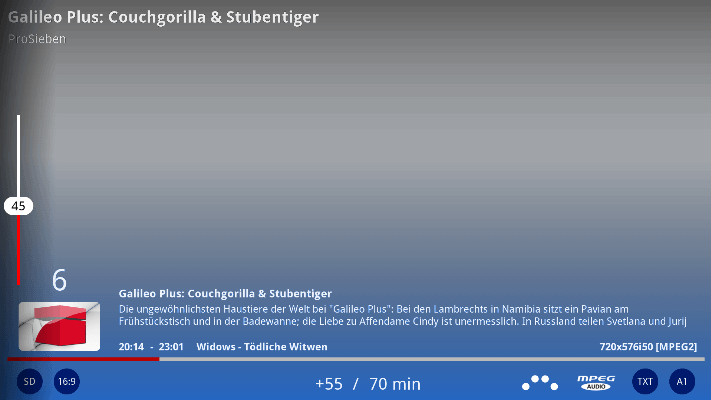 Galileo Plus: Couchgorilla & Stubentiger
ProSieben
45
6
Galileo Plus: Couchgorilla & Stubentiger
Die ungewöhnlichsten Haustiere der Welt bei "Galileo Plus": Bei den Lambrechts in Namibia sitzt ein Pavian am
Frühstückstisch und in der Badewanne; die Liebe zu Affendame Cindy ist unermesslich. In Russland teilen Svetlana und Jurij
20:14 - 23:01 Widows - Tödliche Witwen 720x576i50 [MPEG2]
SD 16:9 +55 / 70 min MPEG AUDIO TXT A1